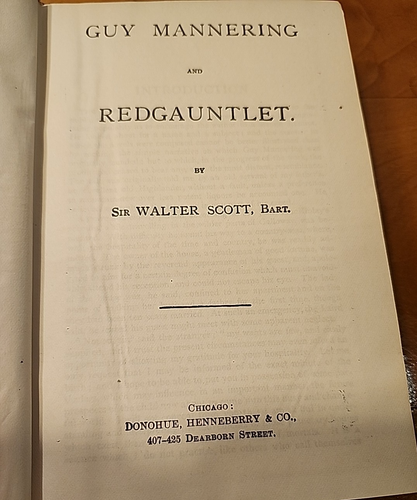 GUY MANNERING
AND
REDGAUNTLET.
BY
SIR WALTER SCOTT, BART.
CHICAGO:
DONOHUE, HENNEBERRY & CO.,
407-425 DEARBORN STREET.